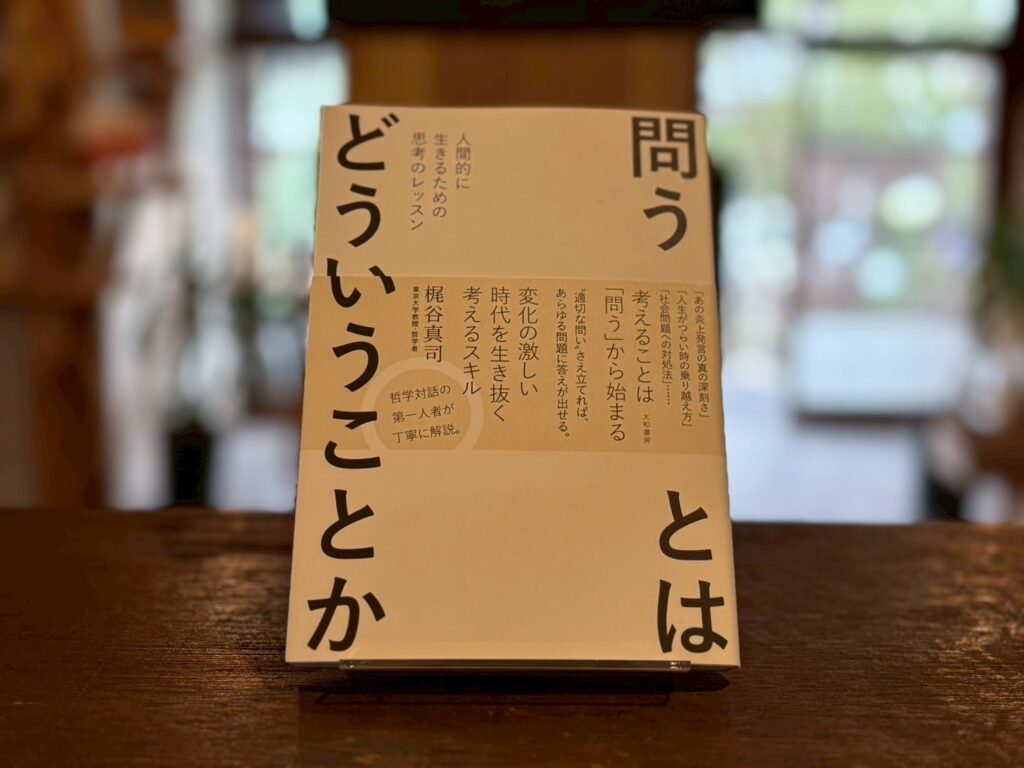 問うとは
どういうことか
人間的に
生きるための
思考のレッスン
「あの炎上発言の真の深刻さ」
「人生がつらい時の乗り越え方」
「社会問題への対処法」……
考えることは
「問う」から始まる
大和書房
“適切な問い”さえ立てれば、
あらゆる問題に答えが出せる。
変化の激しい
時代を生き抜く
考えるスキル
梶谷真司
東京大学教授・哲学者
哲学対話の
第一人者が
丁寧に解説。